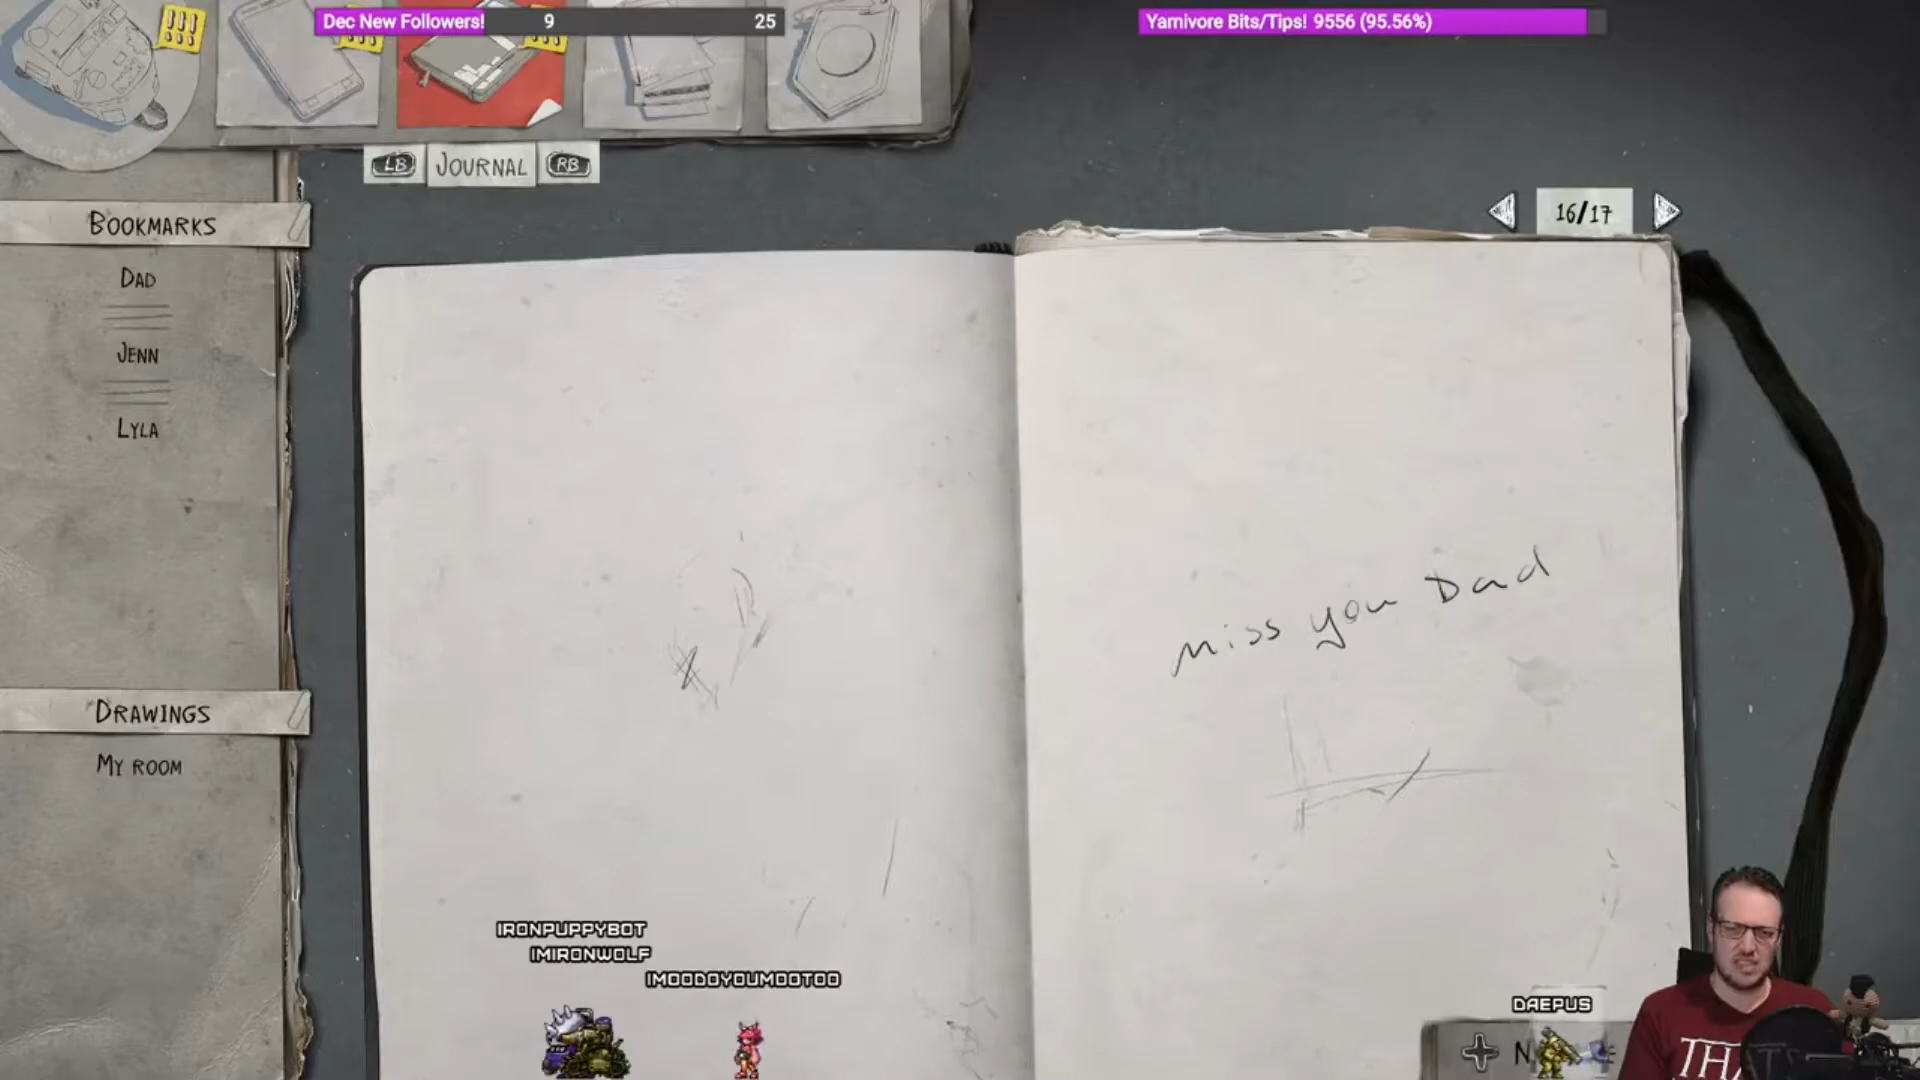 Dec New Followers! 9 25
Yamivore Bits/Tips! 9556 (95.56%)
LB JOURNAL RB
16/17
BOOKMARKS
DAD
JENN
LYLA
DRAWINGS
MY ROOM
miss you Dad
IRONPUPPYBOT
IMIRONWOLF
IMOODOYOUMOOTOO
DAEPUS